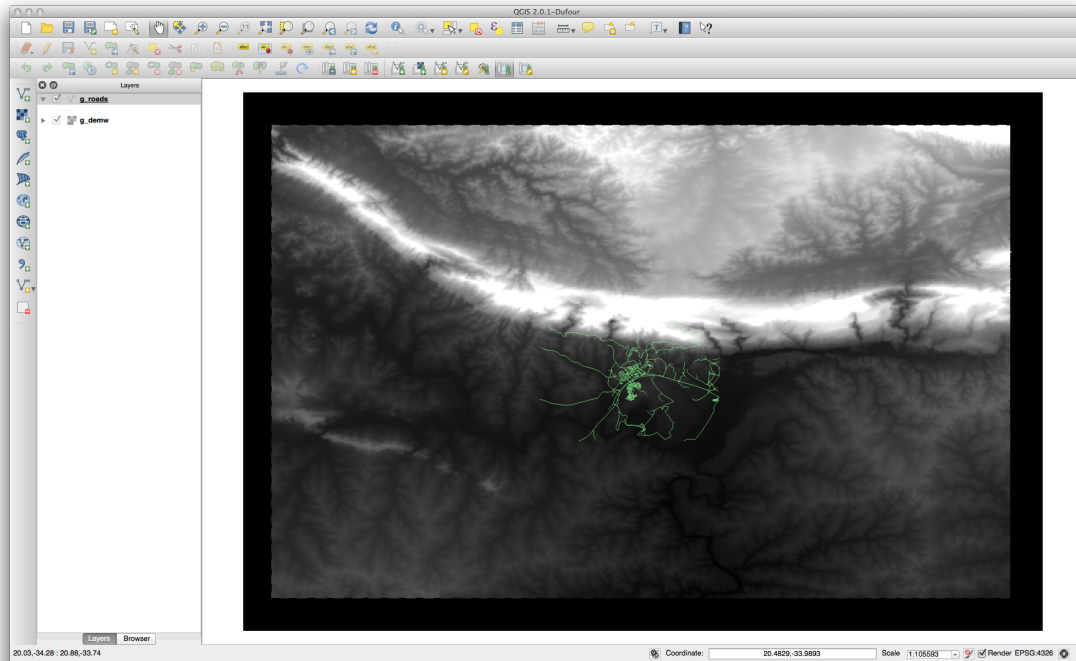 QGIS 2.0.1-Dufour
Layers
g_roads
g_demw
Layers Browser
20.03,-34.28 : 20.88,-33.74
Coordinate: 20.4829,-33.9893 Scale 1:105593 Render EPSG:4326